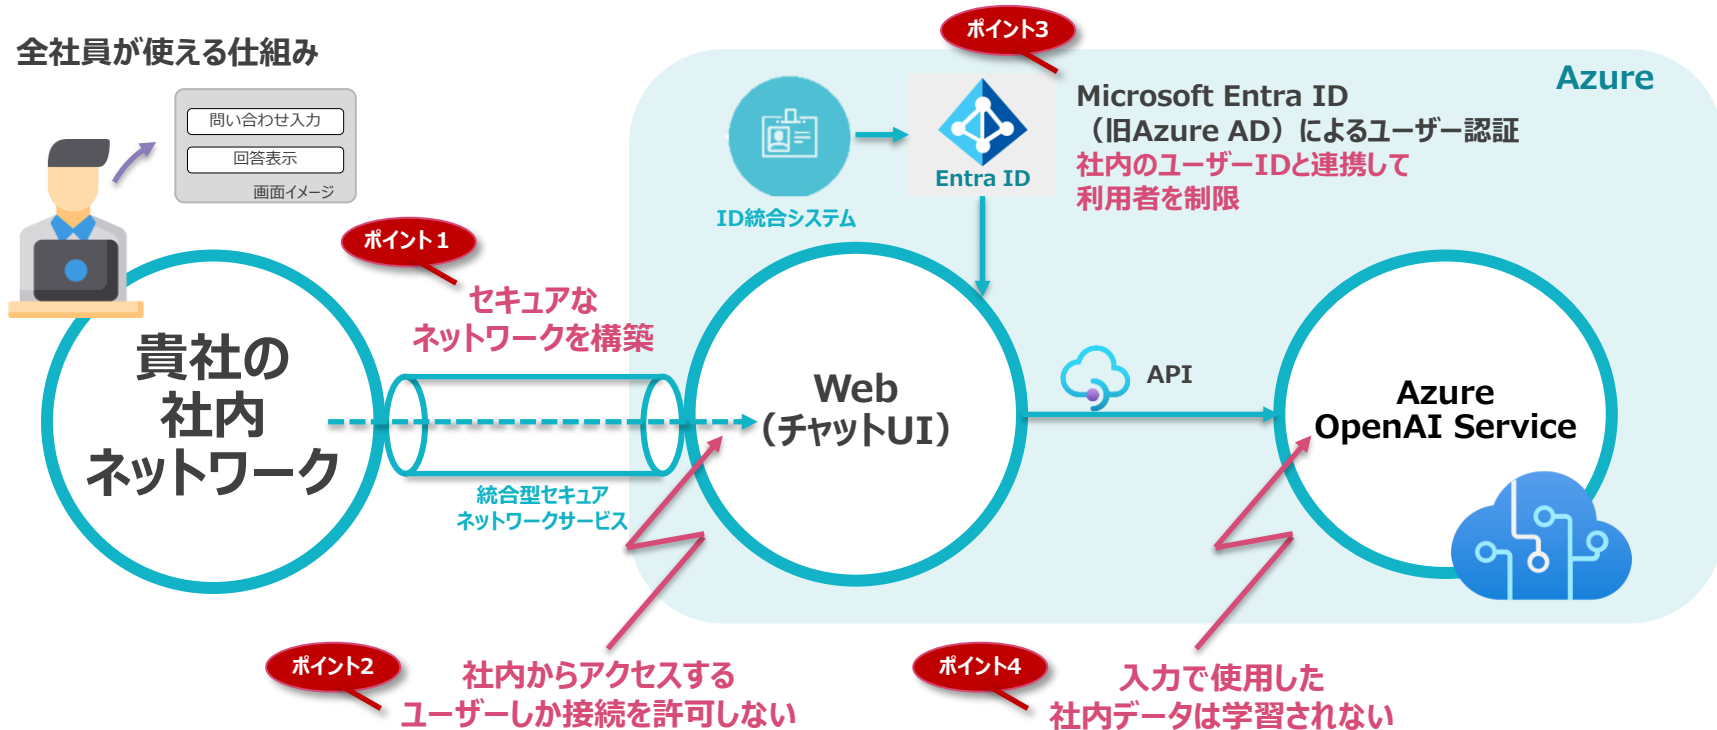 全社員が使える仕組み
問い合わせ入力
回答表示
画面イメージ
ポイント3
Azure
Microsoft Entra ID
（旧Azure AD）によるユーザー認証
社内のユーザーIDと連携して
利用者を制限
Entra ID
ID統合システム
ポイント1
セキュアな
ネットワークを構築
貴社の
社内
ネットワーク
統合型セキュア
ネットワークサービス
Web
（チャットUI）
API
Azure
OpenAI Service
ポイント2
社内からアクセスする
ユーザーしか接続を許可しない
ポイント4
入力で使用した
社内データは学習されない